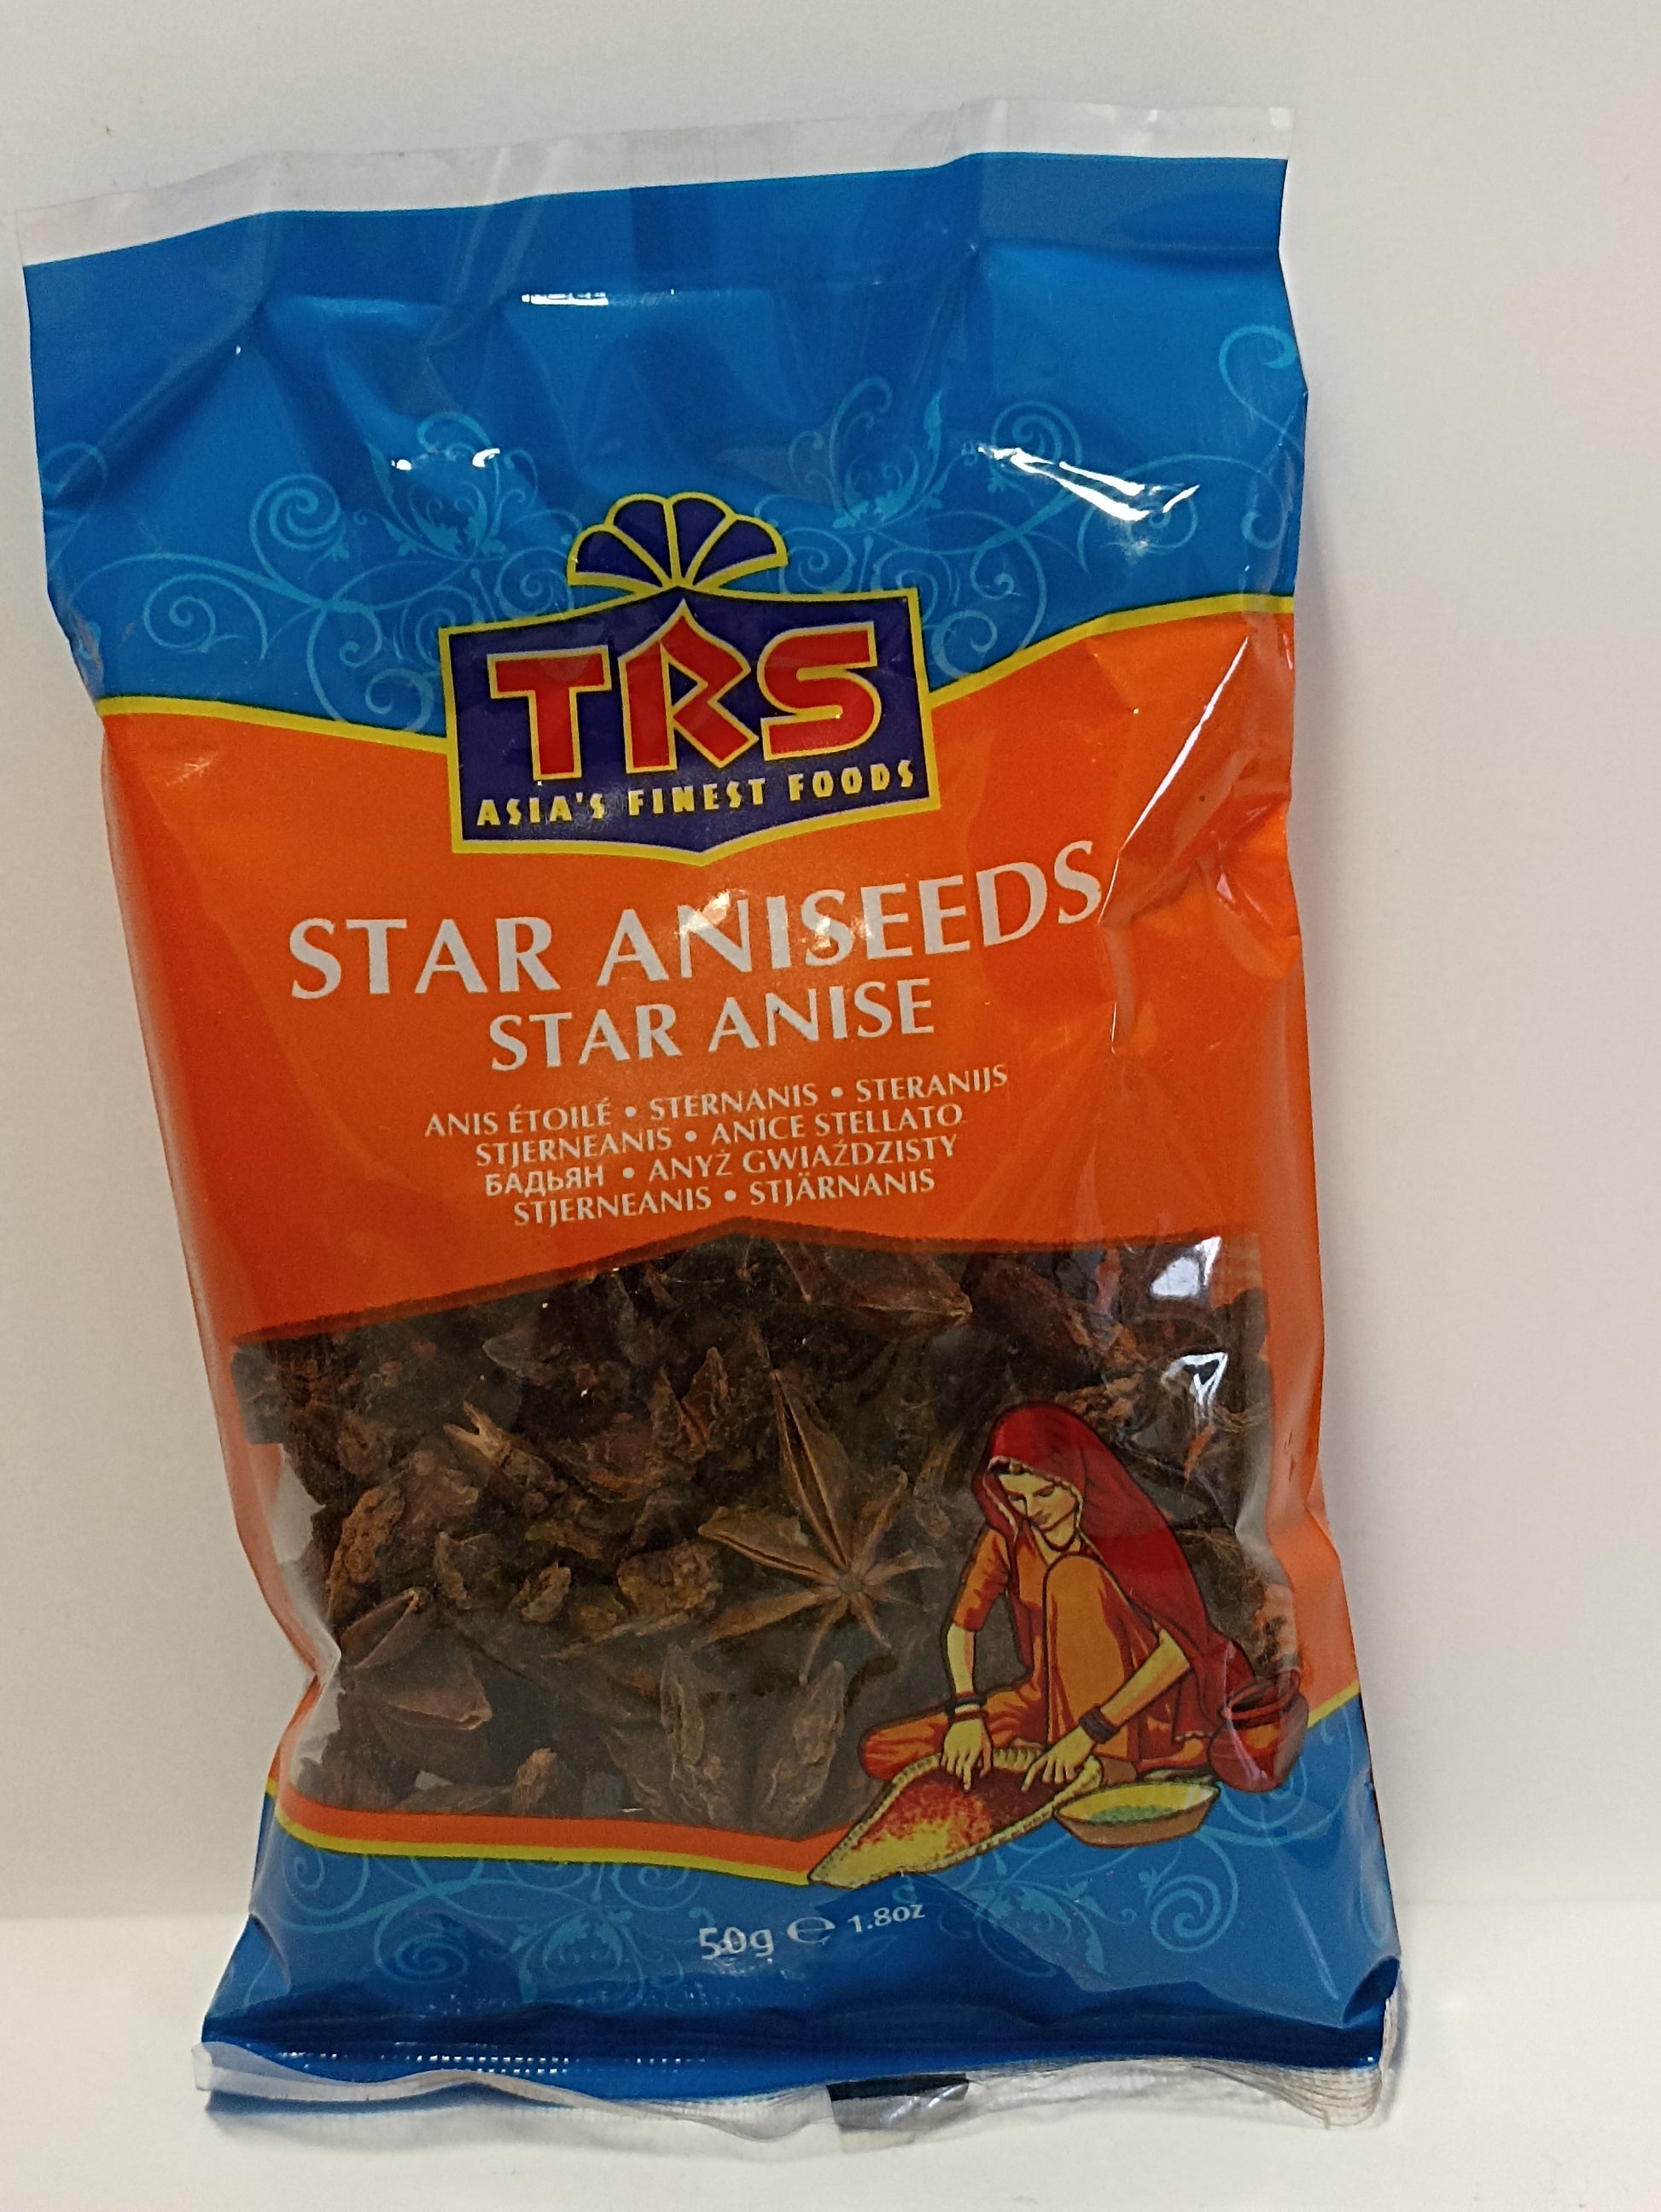 TRS
ASIA'S FINEST FOODS
STAR ANISEEDS
STAR ANISE
ANIS ÉTOILÉ • STERNANIS • STERANIJS
STJERNEANIS • ANICE STELLATO
БАДЬЯН • ANYŻ GWIAŹDZISTY
STJERNEANIS • STJÄRNANIS
50g ℮ 1.8oz